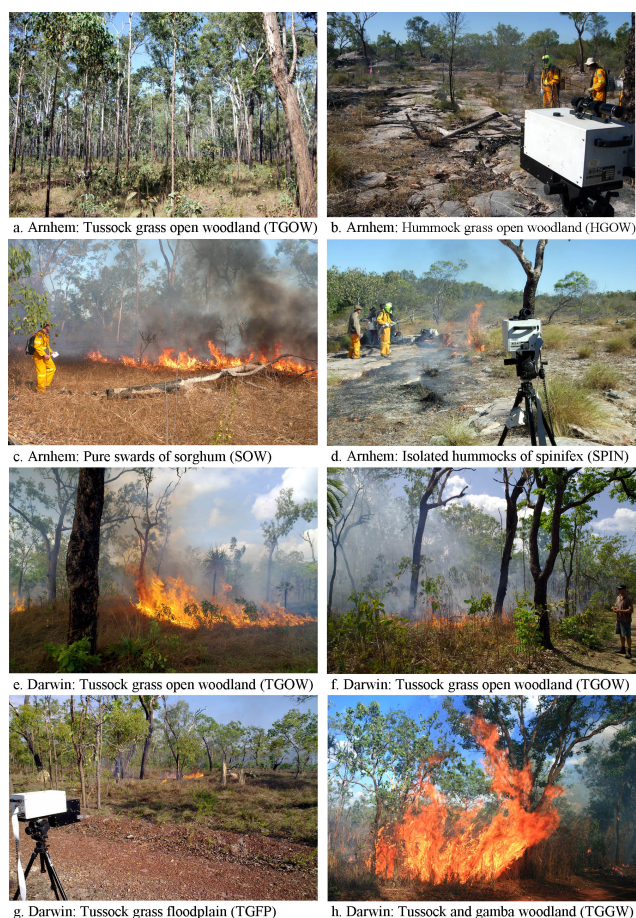 a. Arnhem: Tussock grass open woodland (TGOW)
b. Arnhem: Hummock grass open woodland (HGOW)
c. Arnhem: Pure swards of sorghum (SOW)
d. Arnhem: Isolated hummocks of spinifex (SPIN)
e. Darwin: Tussock grass open woodland (TGOW)
f. Darwin: Tussock grass open woodland (TGOW)
g. Darwin: Tussock grass floodplain (TGFP)
h. Darwin: Tussock and gamba woodland (TGGW)